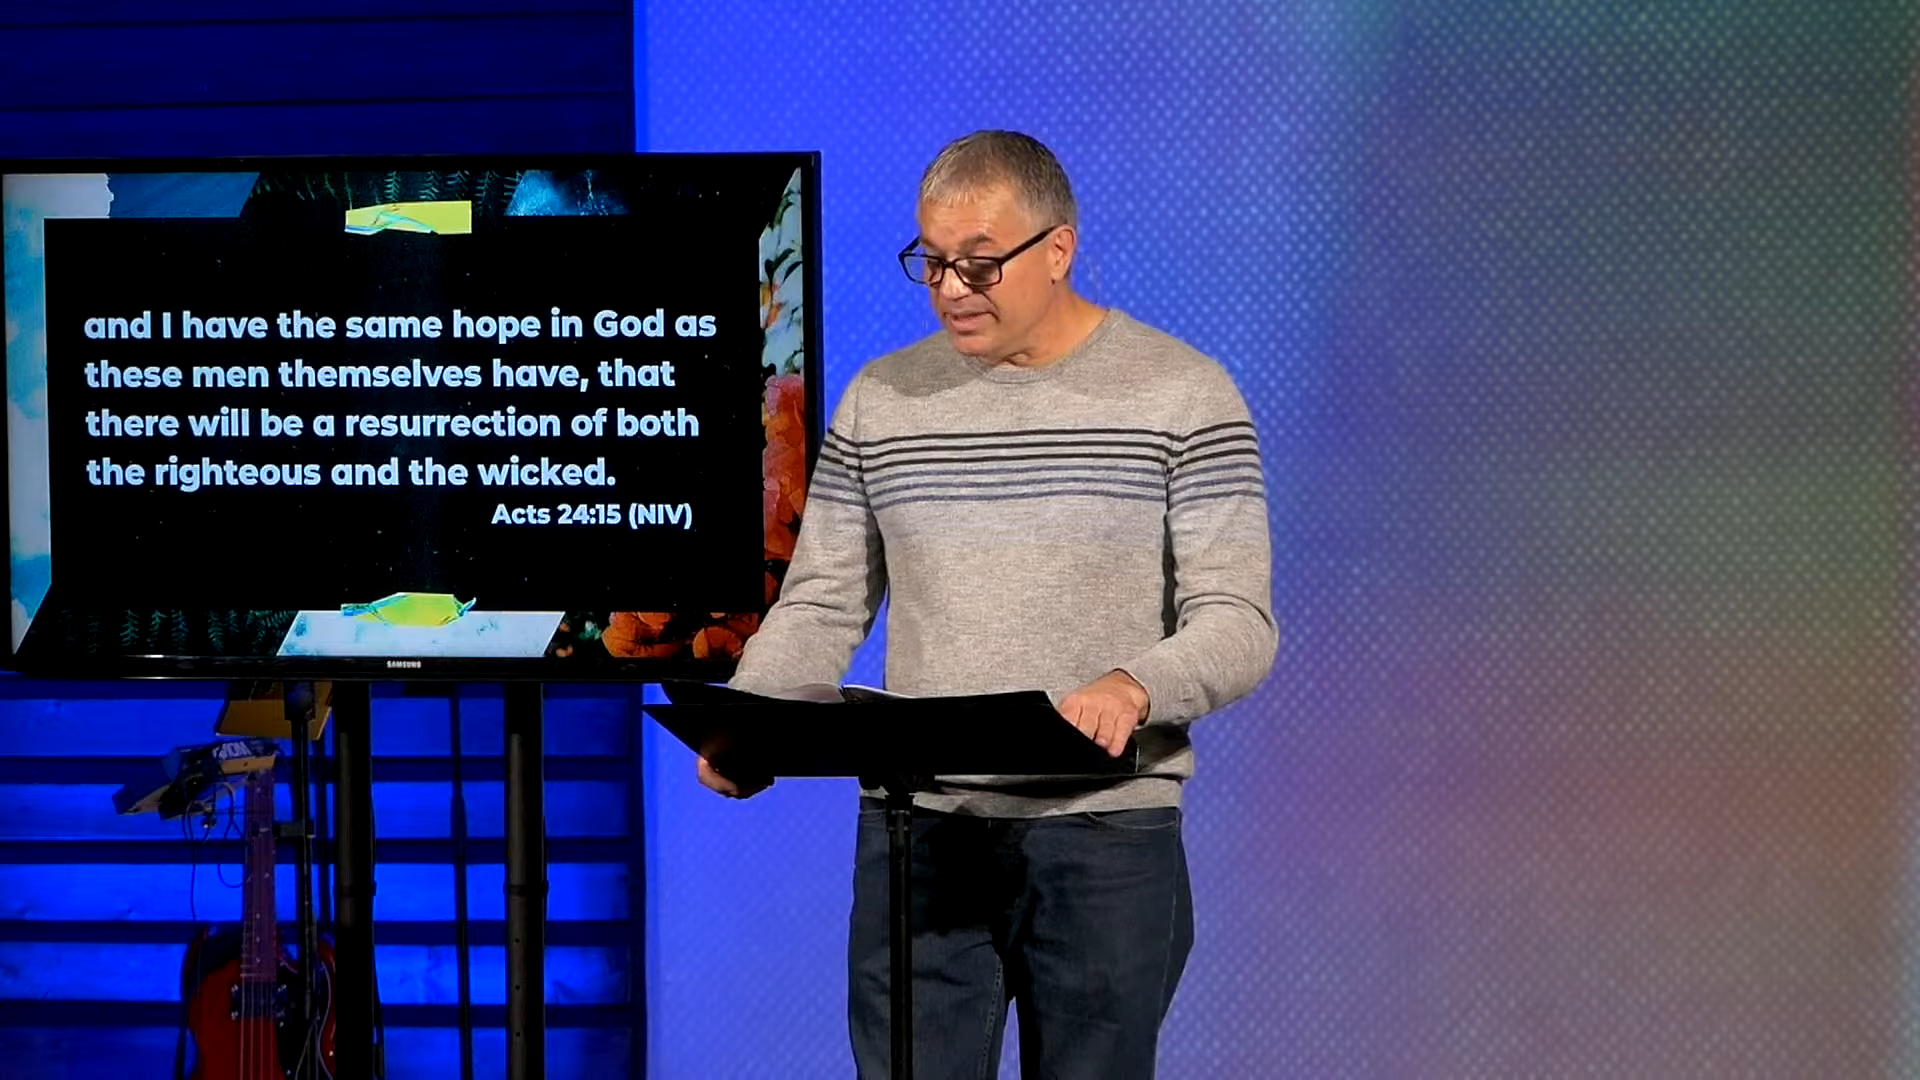 and I have the same hope in God as
these men themselves have, that
there will be a resurrection of both
the righteous and the wicked.
Acts 24:15 (NIV)
SAMSUNG